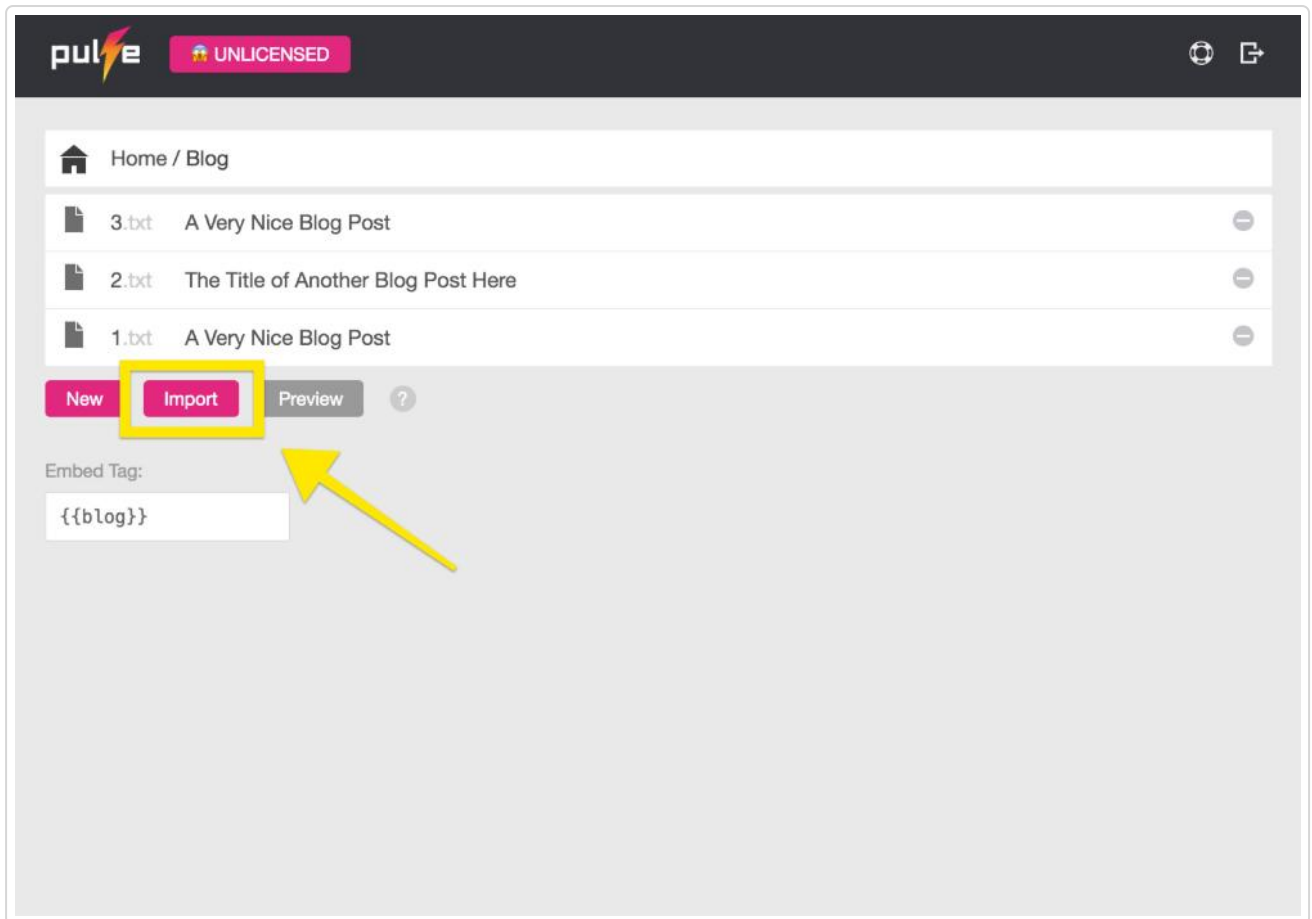 pulse 😱 UNLICENSED
Home / Blog
3.txt A Very Nice Blog Post
2.txt The Title of Another Blog Post Here
1.txt A Very Nice Blog Post
New Import Preview ?
Embed Tag:
{{blog}}